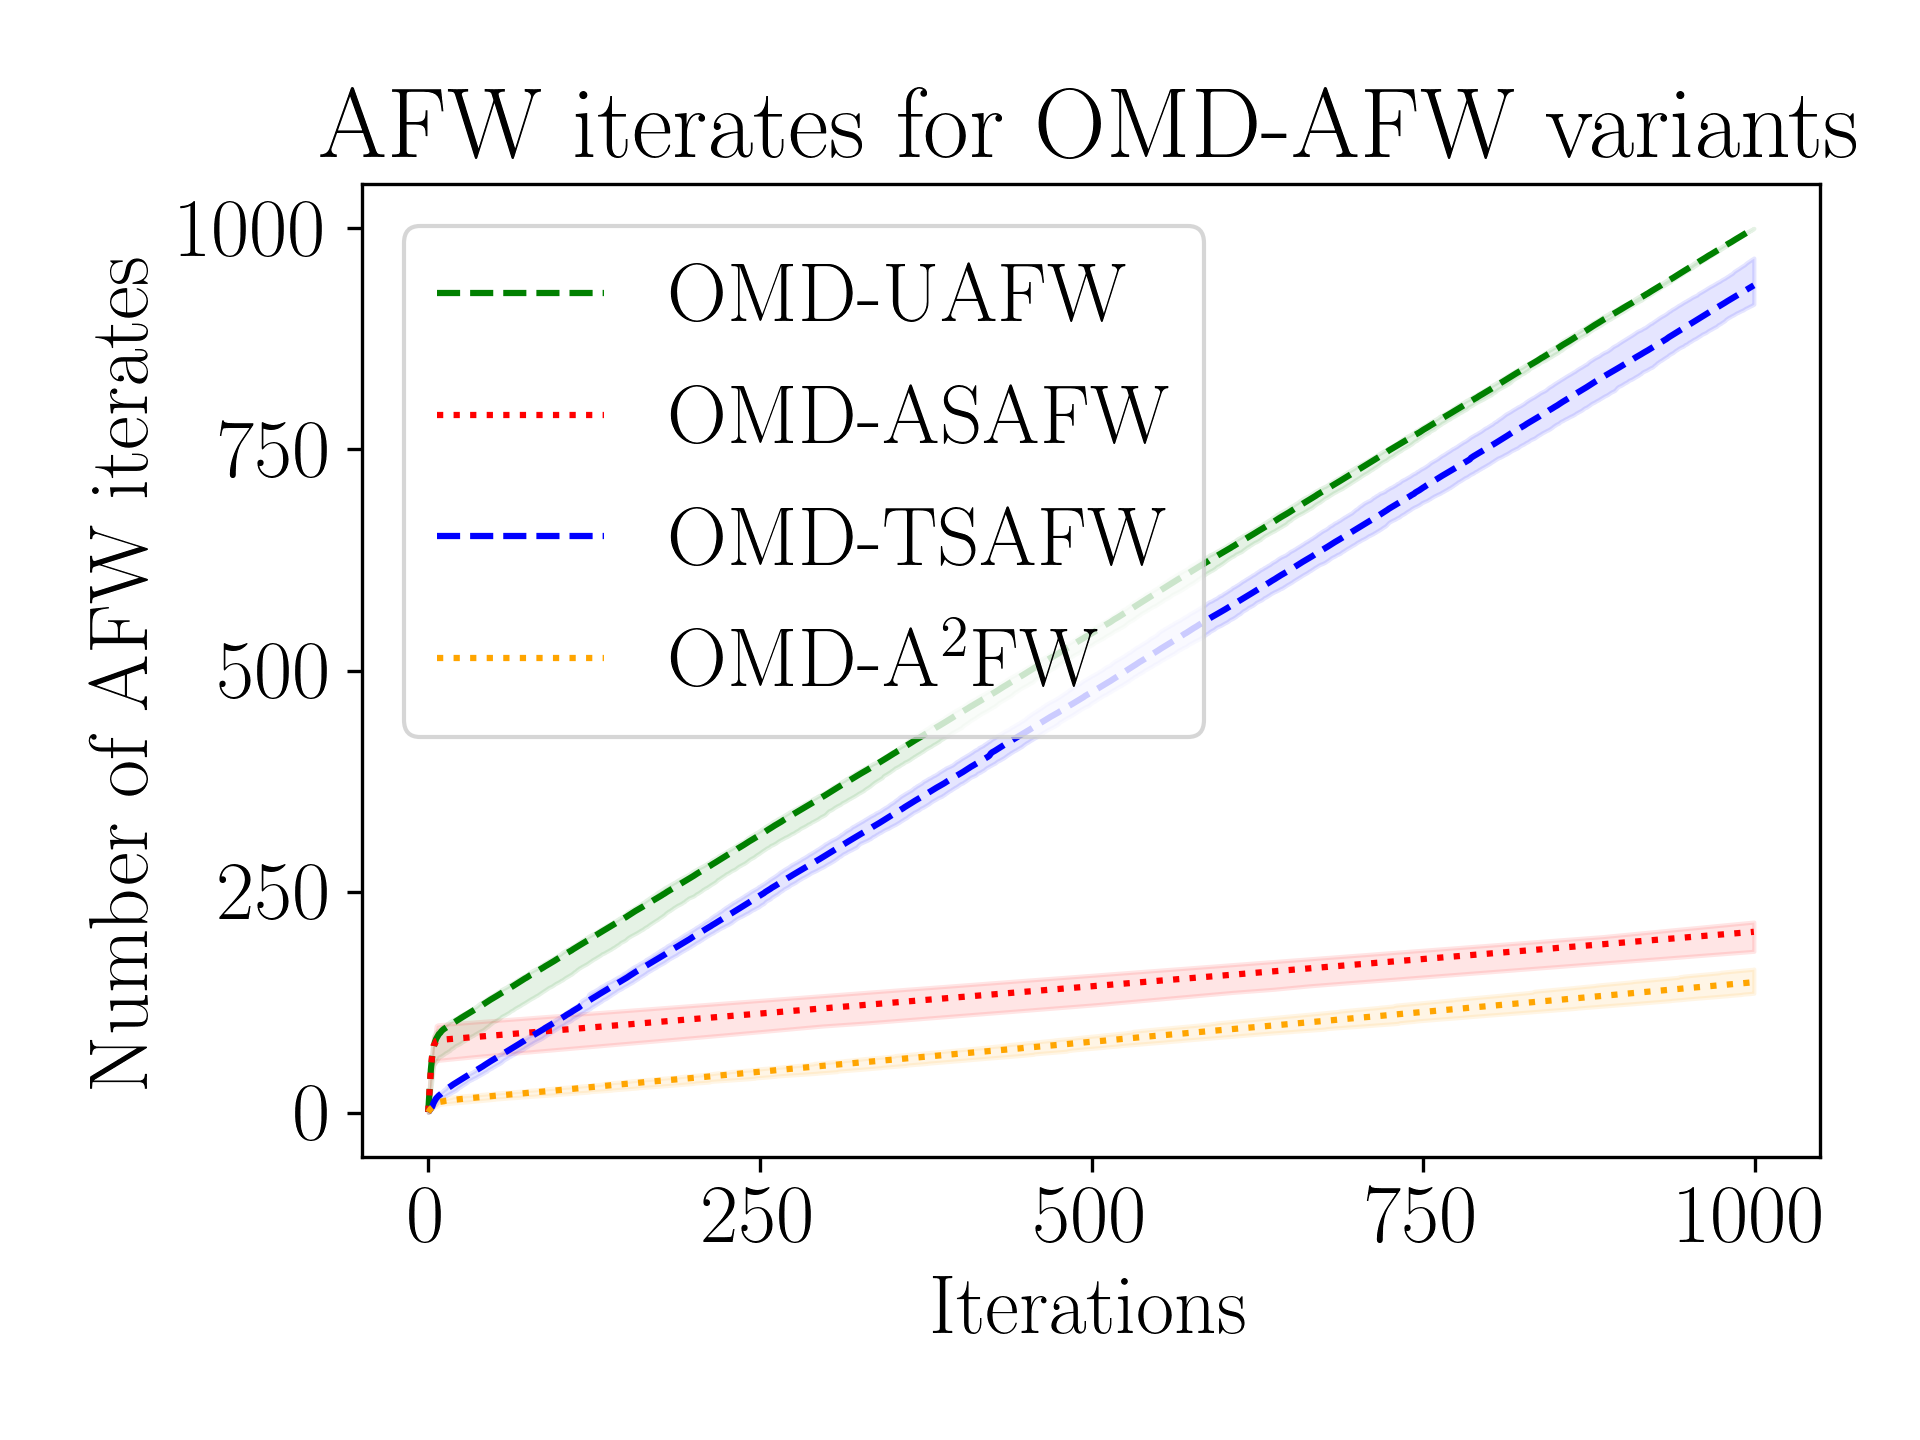 AFW iterates for OMD-AFW variants
Number of AFW iterates
1000
750
500
250
0
OMD-UAFW
OMD-ASAFW
OMD-TSAFW
OMD-A²FW
0 250 500 750 1000
Iterations